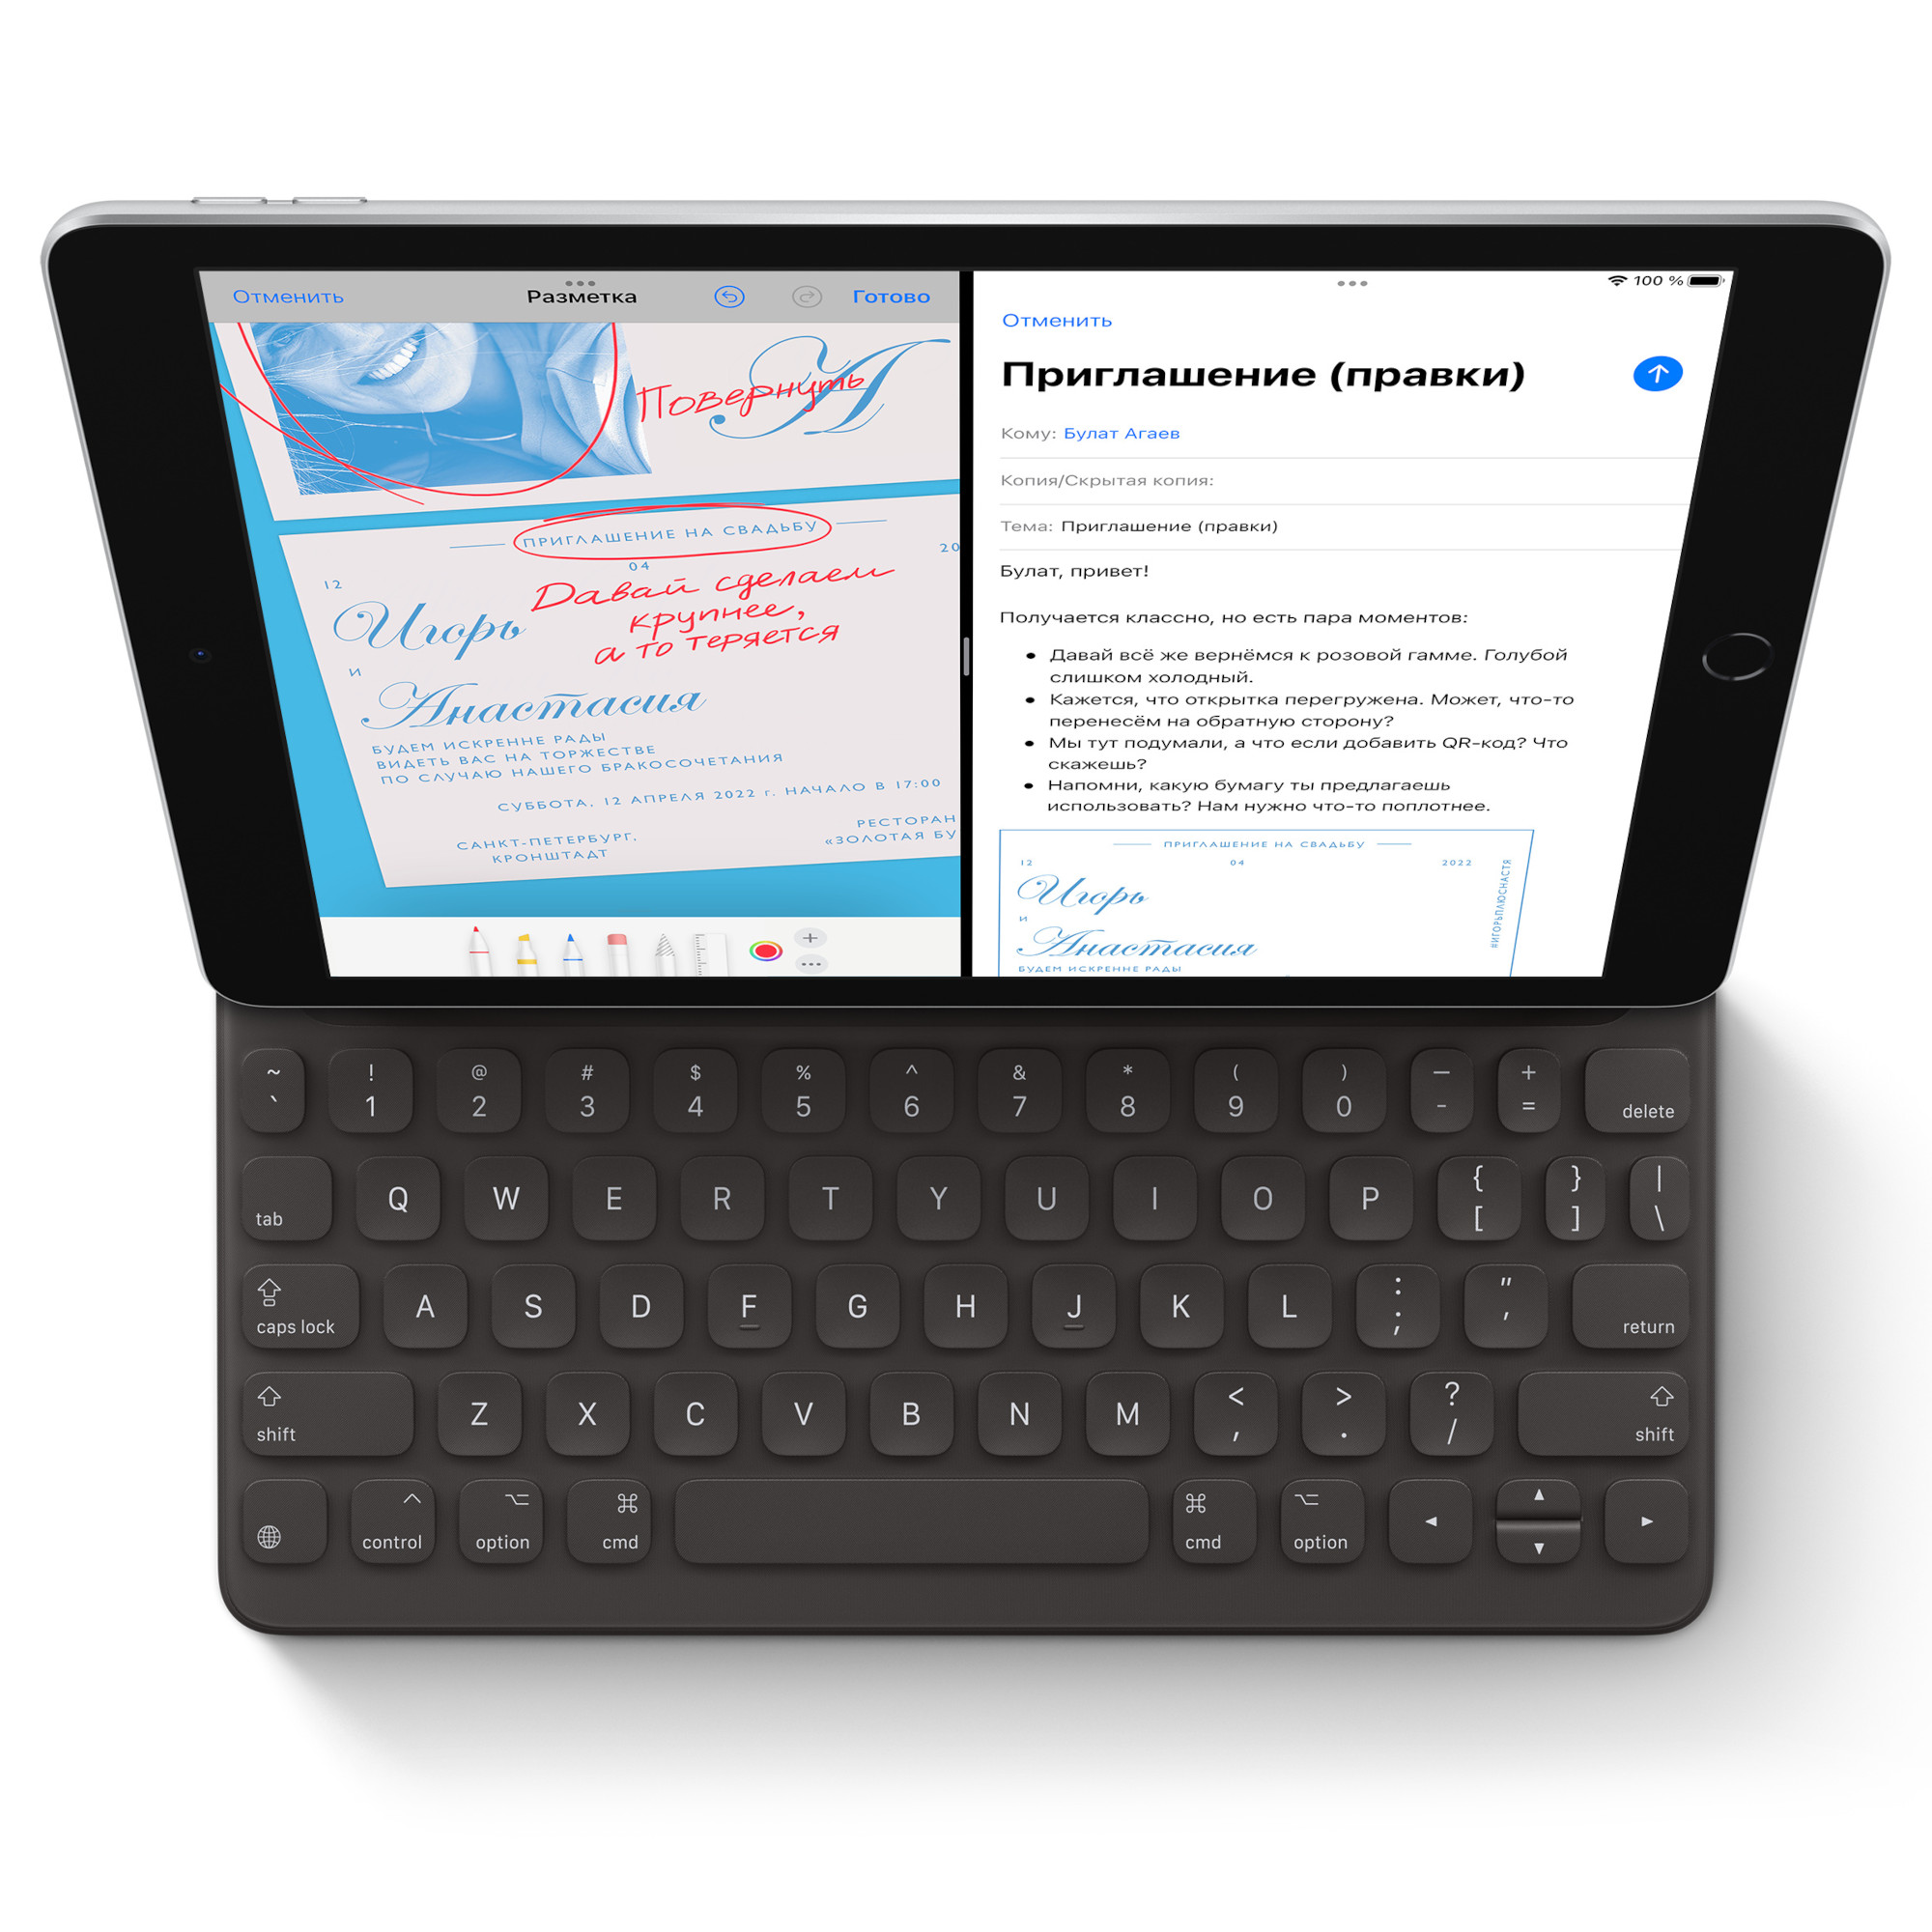 Отменить
Разметка
Готово
А
Повернуть
ПРИГЛАШЕНИЕ НА СВАДЬБУ
12
04
20
Давай сделаем
крупнее,
а то теряется
Игорь
и
Анастасия
БУДЕМ ИСКРЕННЕ РАДЫ
ВИДЕТЬ ВАС НА ТОРЖЕСТВЕ
ПО СЛУЧАЮ НАШЕГО БРАКОСОЧЕТАНИЯ
СУББОТА, 12 АПРЕЛЯ 2022 г. НАЧАЛО В 17:00
САНКТ-ПЕТЕРБУРГ,
КРОНШТАДТ
РЕСТОРАН
«ЗОЛОТАЯ БУ
100 %
Отменить
Приглашение (правки)
Кому: Булат Агаев
Копия/Скрытая копия:
Тема: Приглашение (правки)
Булат, привет!
Получается классно, но есть пара моментов:
• Давай всё же вернёмся к розовой гамме. Голубой
слишком холодный.
• Кажется, что открытка перегружена. Может, что-то
перенесём на обратную сторону?
• Мы тут подумали, а что если добавить QR-код? Что
скажешь?
• Напомни, какую бумагу ты предлагаешь
использовать? Нам нужно что-то поплотнее.
ПРИГЛАШЕНИЕ НА СВАДЬБУ
12 04 2022
Игорь
и
Анастасия
БУДЕМ ИСКРЕННЕ РАДЫ
#ИГОРЬПЛЮСНАСТЯ
~ ! @ # $ % ^ & * ( ) — +
` 1 2 3 4 5 6 7 8 9 0 - = delete
tab Q W E R T Y U I O P { [ } ] | \
caps lock A S D F G H J K L : ; " ' return
shift Z X C V B N M < , > . ? / shift
control option cmd cmd option